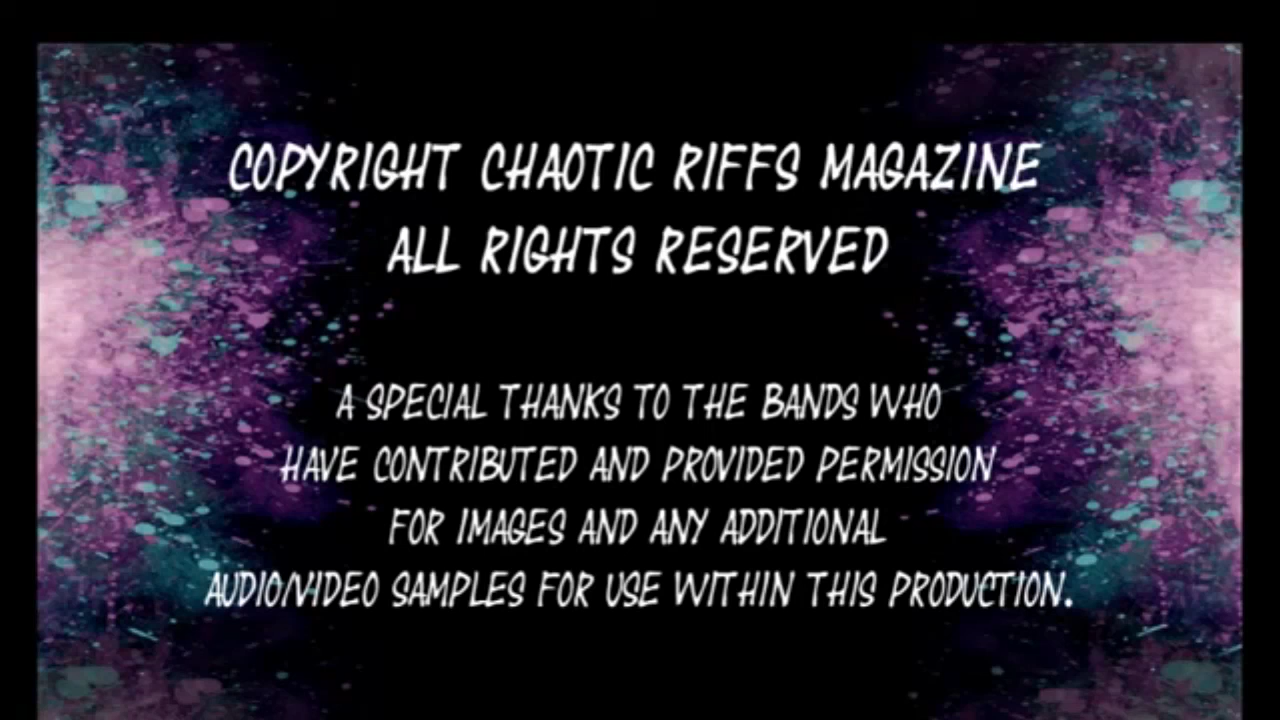 COPYRIGHT CHAOTIC RIFFS MAGAZINE
ALL RIGHTS RESERVED
A SPECIAL THANKS TO THE BANDS WHO
HAVE CONTRIBUTED AND PROVIDED PERMISSION
FOR IMAGES AND ANY ADDITIONAL
AUDIO/VIDEO SAMPLES FOR USE WITHIN THIS PRODUCTION.